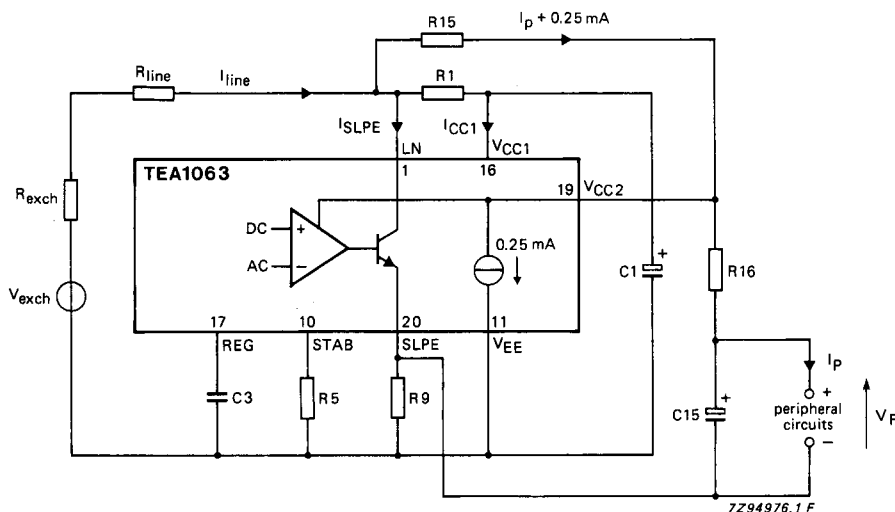 R15
Ip + 0.25 mA
Rline
Iline
R1
ISLPE
ICC1
LN
VCC1
1
16
TEA1063
19
VCC2
Rexch
DC
+
AC
−
0.25 mA
+
C1
R16
Vexch
17
10
20
11
REG
STAB
SLPE
VEE
Ip
+
C3
R5
R9
C15
+
peripheral
circuits
−
7Z94976.1F